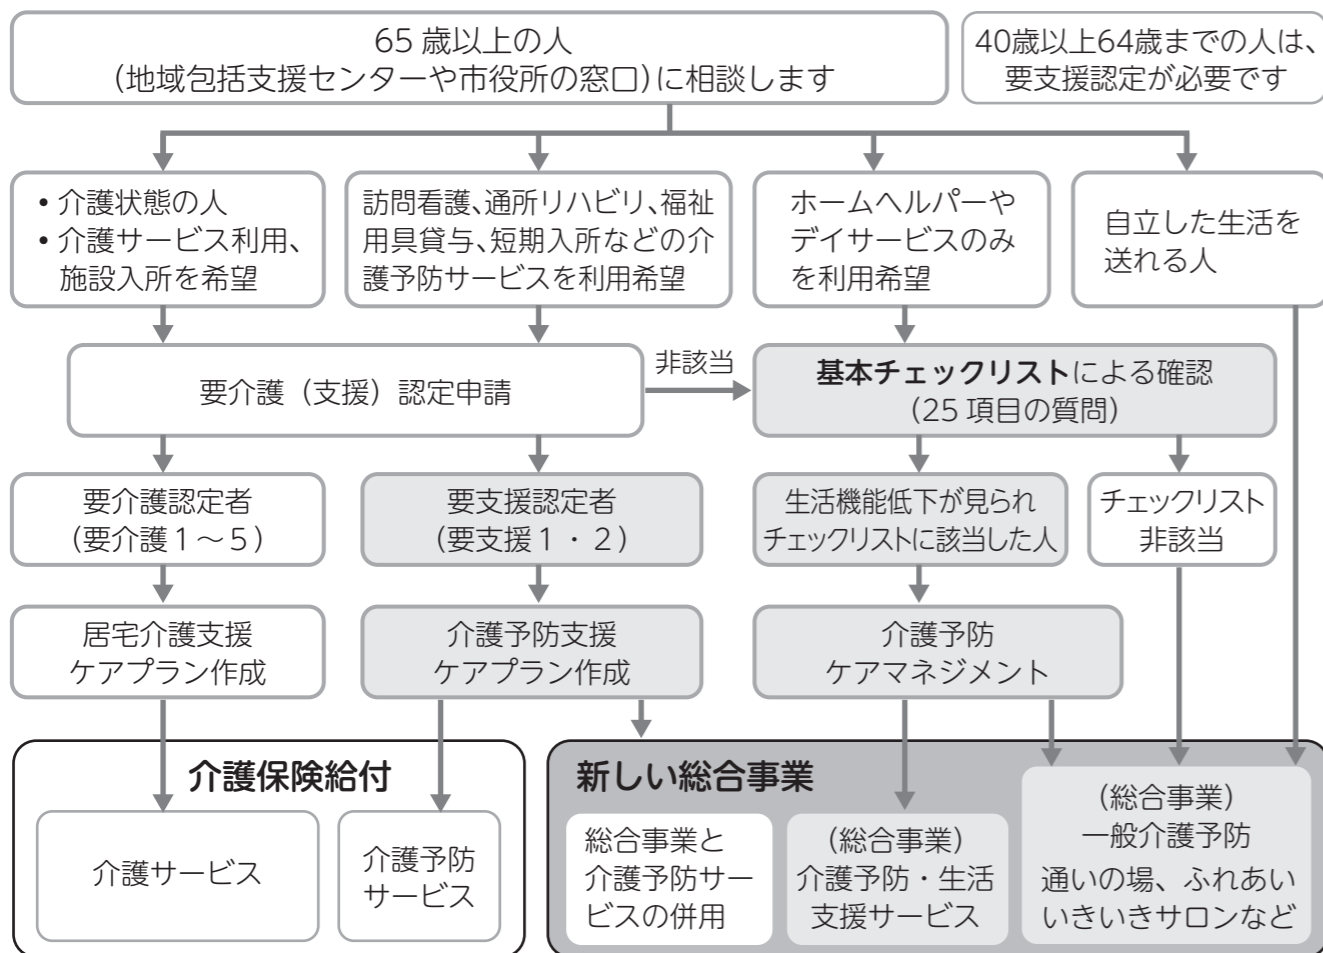 65 歳以上の人
（地域包括支援センターや市役所の窓口）に相談します
40歳以上64歳までの人は、
要支援認定が必要です
• 介護状態の人
• 介護サービス利用、
施設入所を希望
訪問看護、通所リハビリ、福祉
用具貸与、短期入所などの介
護予防サービスを利用希望
ホームヘルパーや
デイサービスのみ
を利用希望
自立した生活を
送れる人
要介護（支援）認定申請
非該当
基本チェックリストによる確認
（25 項目の質問）
要介護認定者
（要介護１～５）
要支援認定者
（要支援１・２）
生活機能低下が見られ
チェックリストに該当した人
チェックリスト
非該当
居宅介護支援
ケアプラン作成
介護予防支援
ケアプラン作成
介護予防
ケアマネジメント
介護保険給付
介護サービス
介護予防
サービス
新しい総合事業
総合事業と
介護予防サー
ビスの併用
（総合事業）
介護予防・生活
支援サービス
（総合事業）
一般介護予防
通いの場、ふれあい
いきいきサロンなど